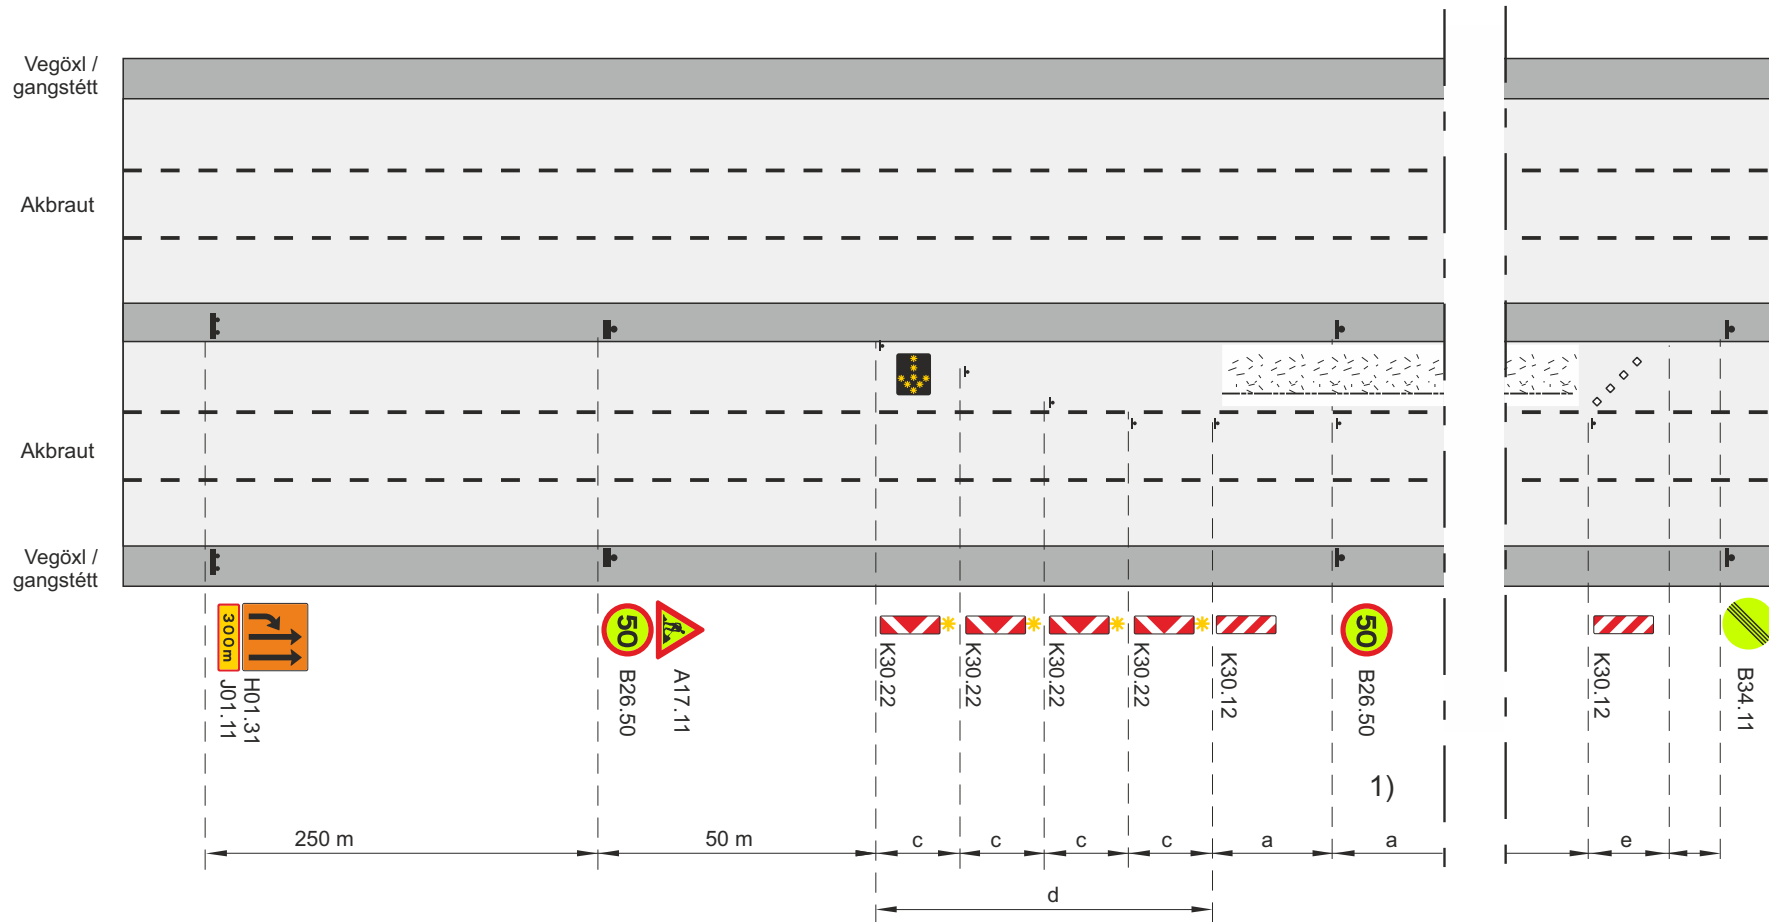 Vegöxl /
gangstétt
Akbraut
Akbraut
Vegöxl /
gangstétt
300m
J01.11
H01.31
50
B26.50
A17.11
K30.22
K30.22
K30.22
K30.22
K30.12
50
B26.50
K30.12
B34.11
1)
250 m
50 m
c
c
c
c
a
a
e
d